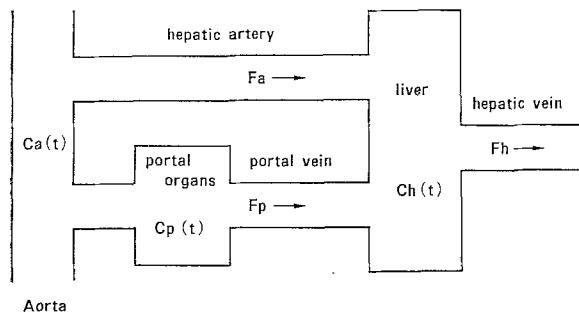 hepatic artery
Fa →
liver
hepatic vein
Ca(t)
portal organs
portal vein
Fh →
Ch(t)
Fp →
Cp(t)
Aorta